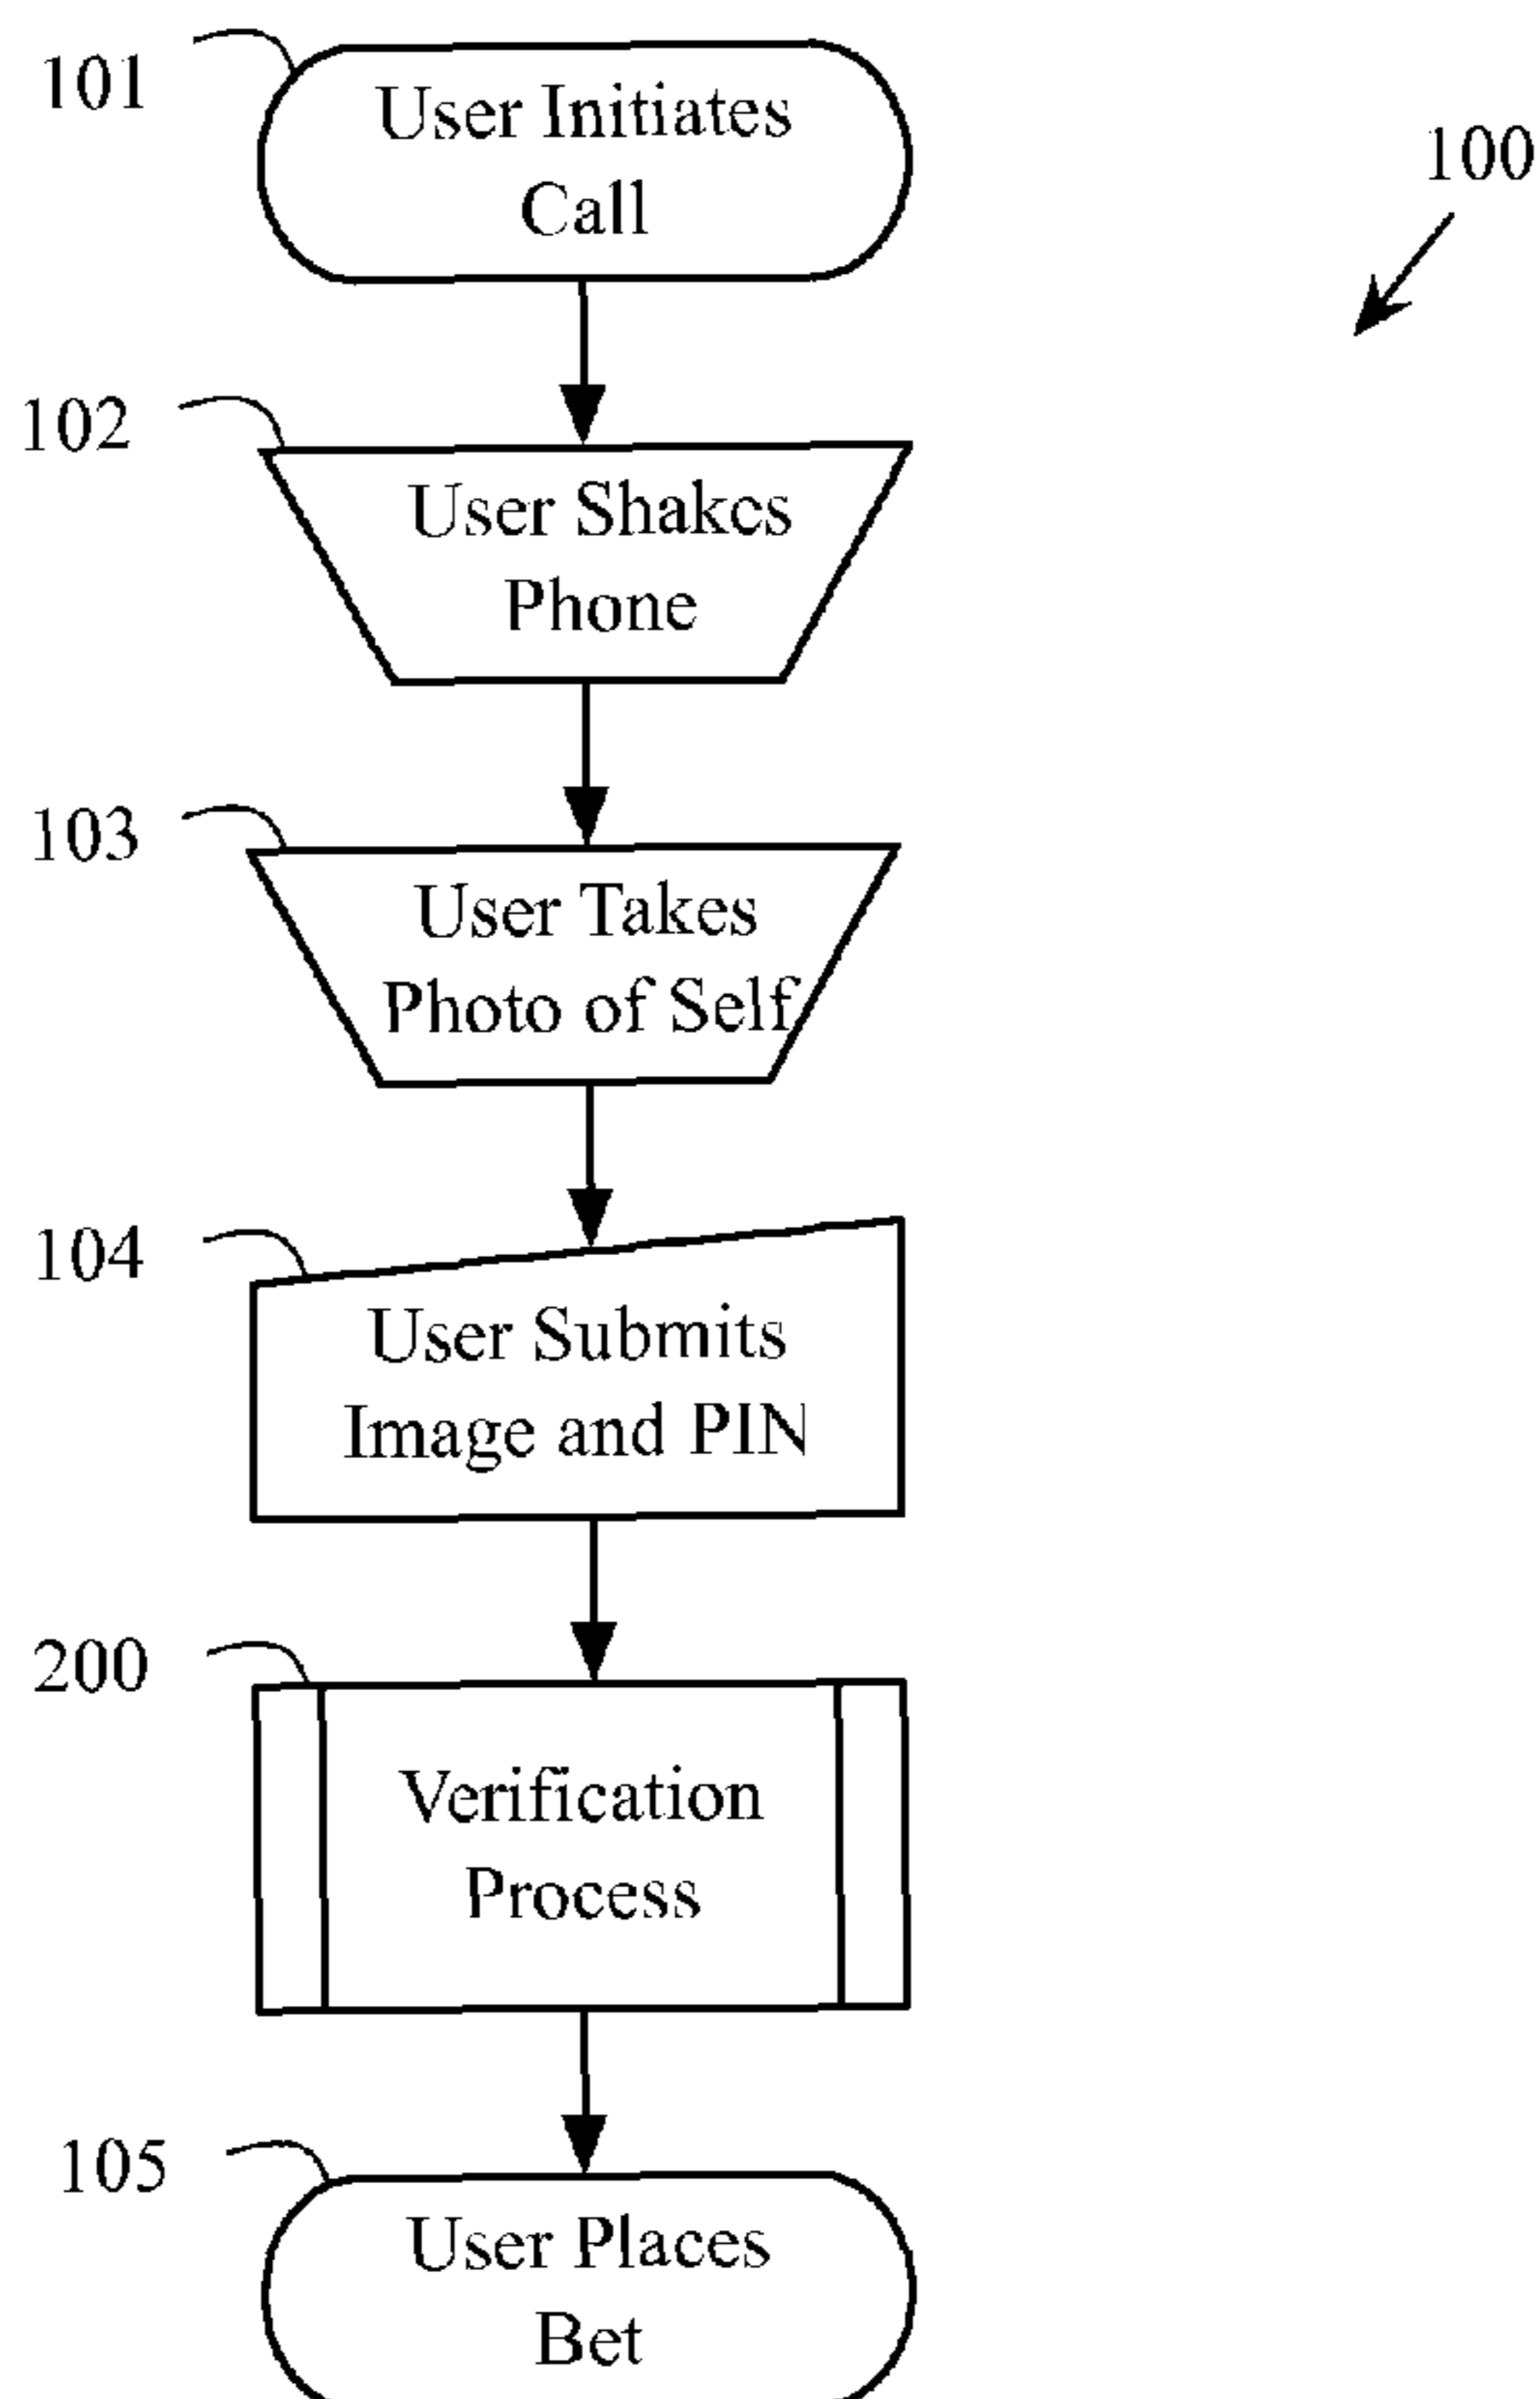 101
User Initiates
Call
100
102
User Shakes
Phone
103
User Takes
Photo of Self
104
User Submits
Image and PIN
200
Verification
Process
105
User Places
Bet